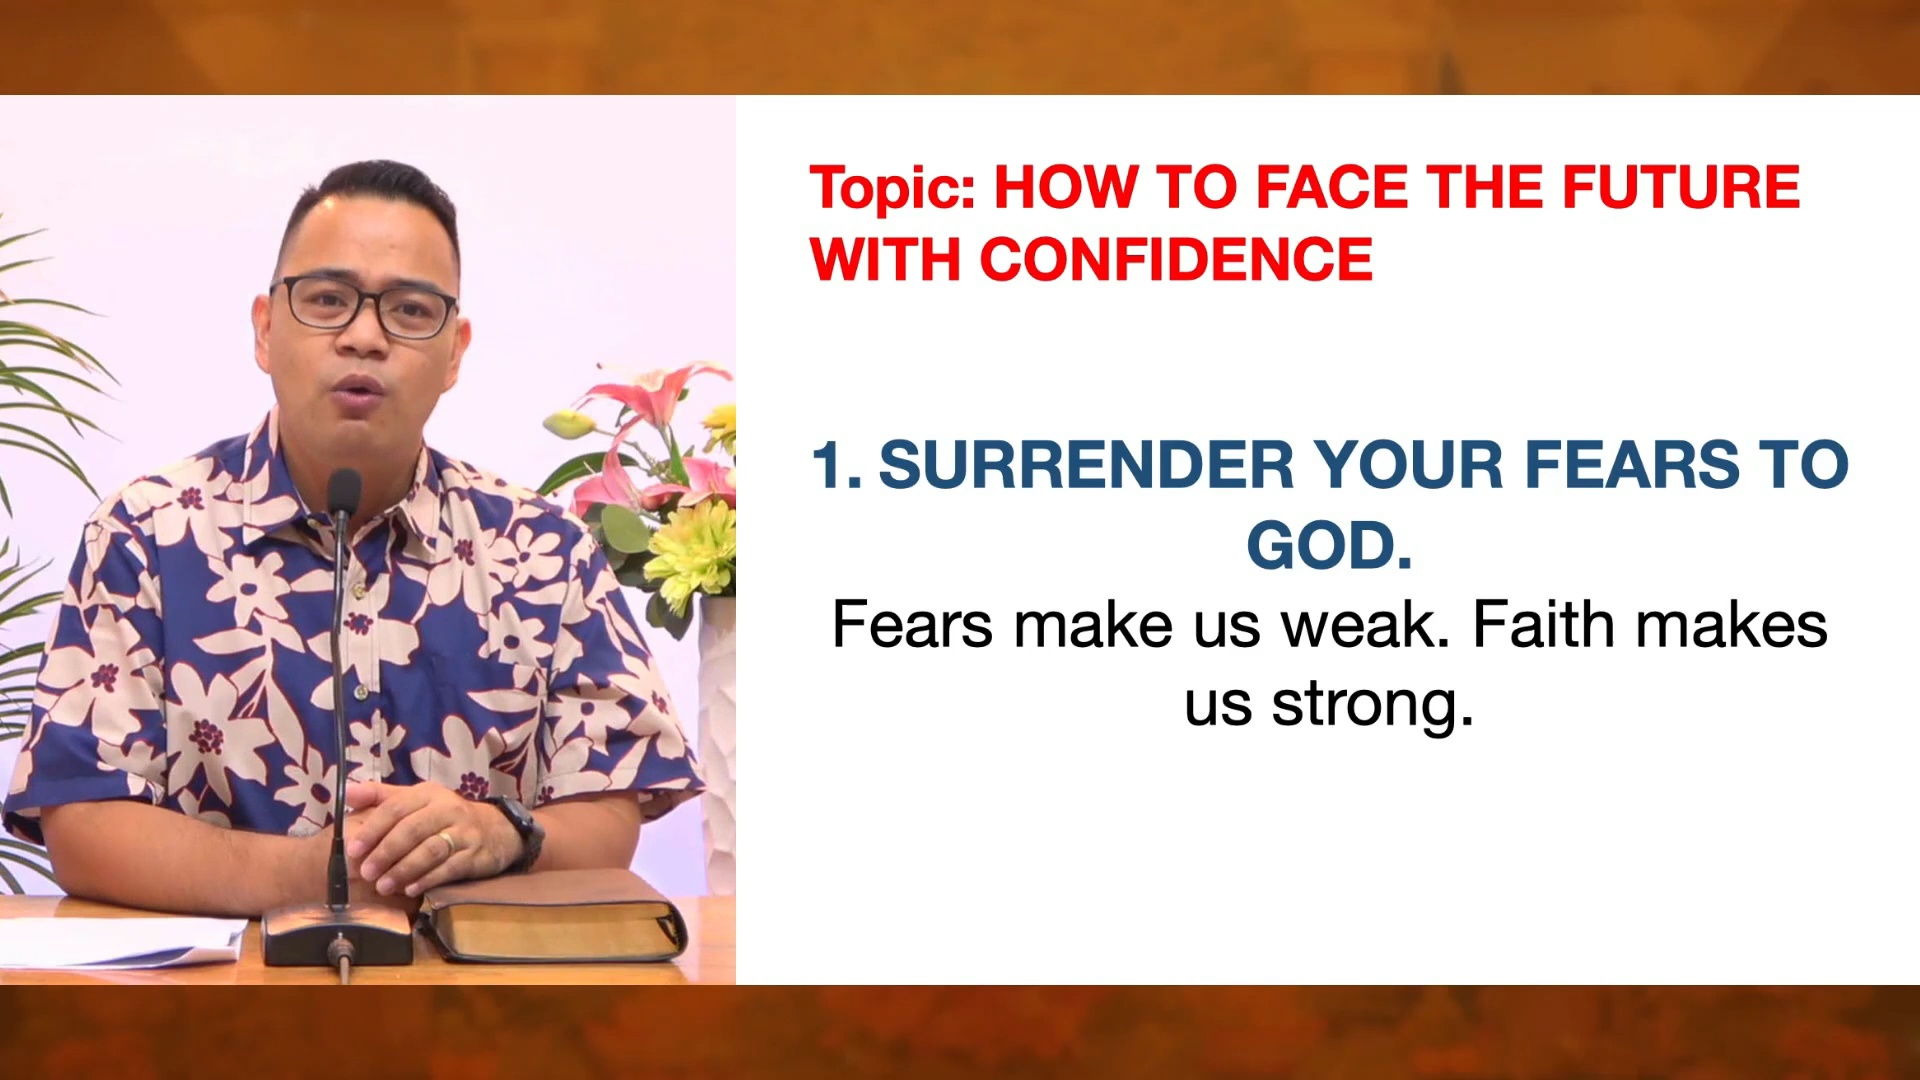 Topic: HOW TO FACE THE FUTURE
WITH CONFIDENCE
1. SURRENDER YOUR FEARS TO
GOD.
Fears make us weak. Faith makes
us strong.